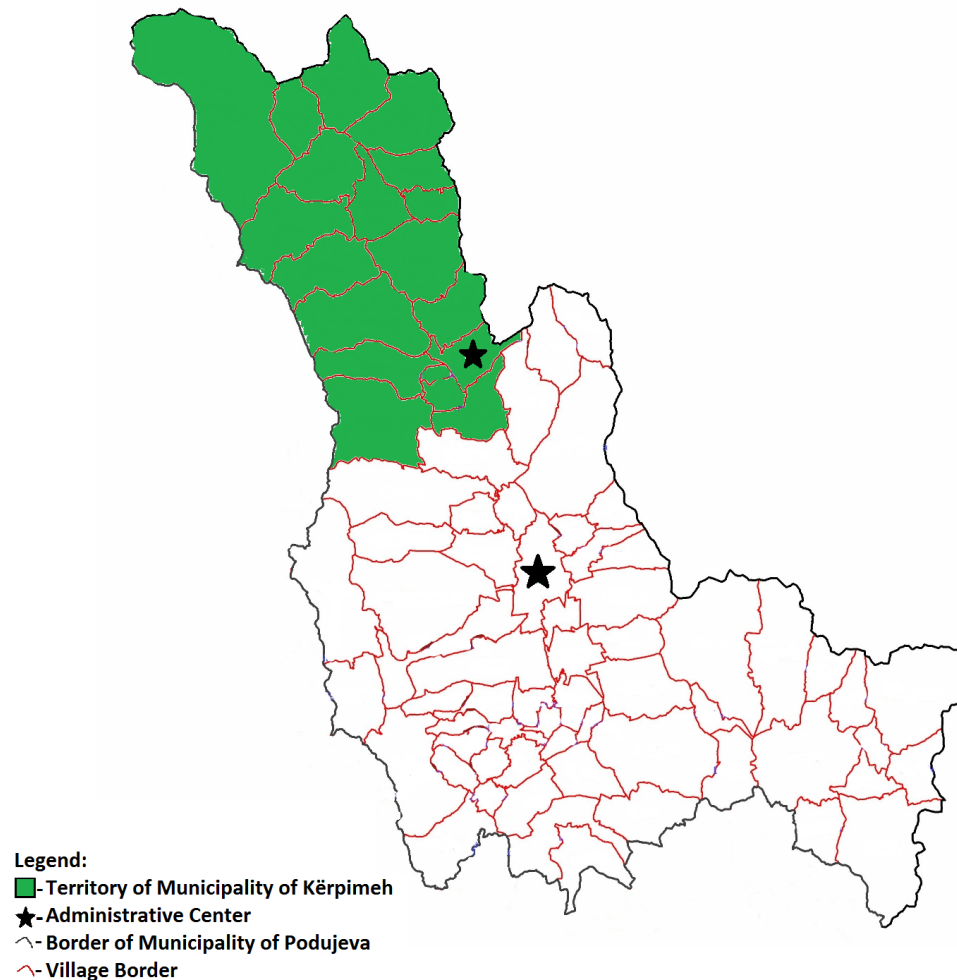 Legend:
-Territory of Municipality of Kërpimeh
-Administrative Center
- Border of Municipality of Podujeva
- Village Border